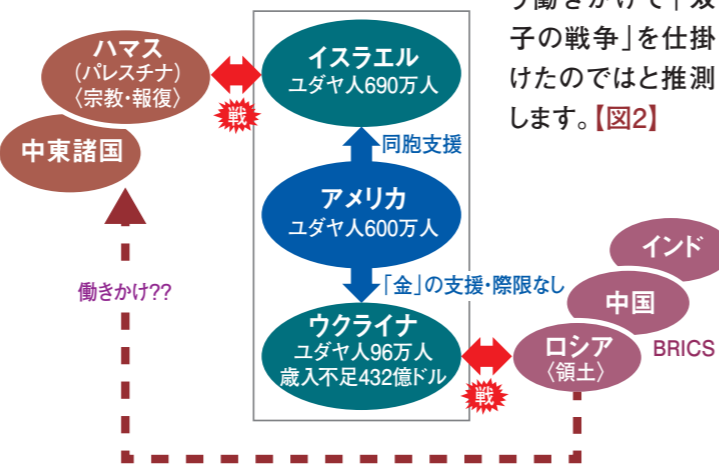 う働きかけて「双
子の戦争」を仕掛
けたのではと推測
します。【図2】
ハマス
(パレスチナ)
〈宗教・報復〉
中東諸国
戦
イスラエル
ユダヤ人690万人
同胞支援
アメリカ
ユダヤ人600万人
「金」の支援・際限なし
ウクライナ
ユダヤ人96万人
歳入不足432億ドル
戦
インド
中国
ロシア
〈領土〉
BRICS
働きかけ??